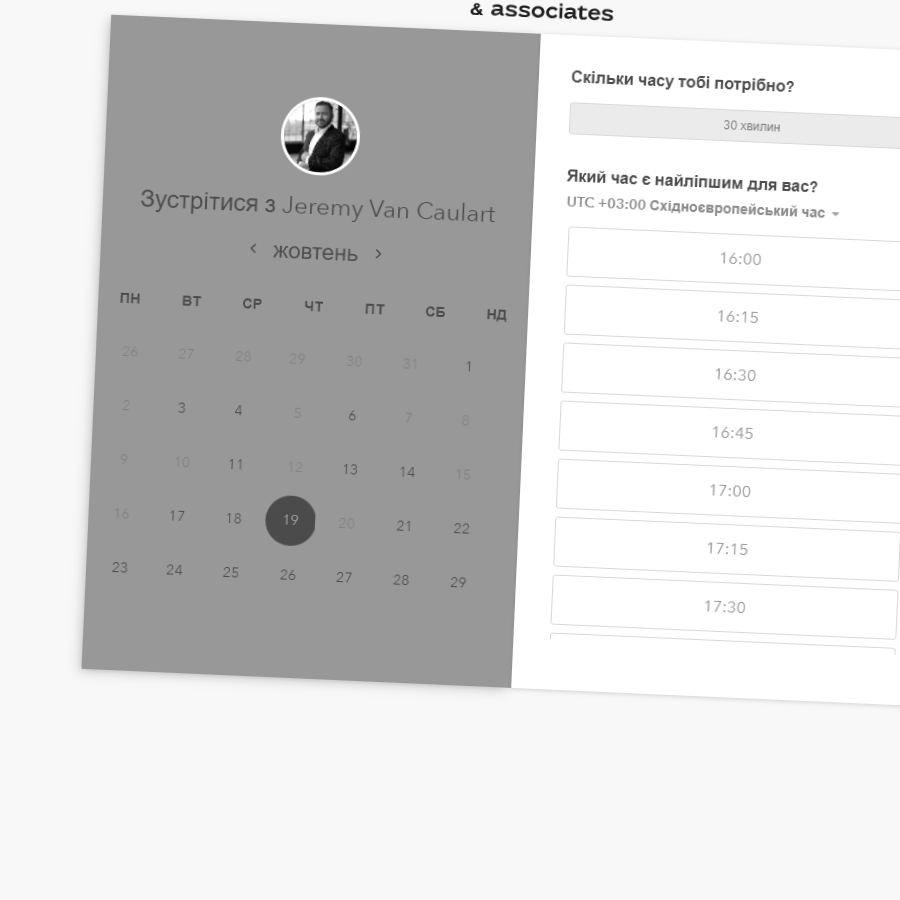 & associates
Зустрітися з Jeremy Van Caulart
жовтень
ПН ВТ СР ЧТ ПТ СБ НД
26 27 28 29 30 31 1
2 3 4 5 6 7 8
9 10 11 12 13 14 15
16 17 18 19 20 21 22
23 24 25 26 27 28 29
Скільки часу тобі потрібно?
30 хвилин
Який час є найліпшим для вас?
UTC +03:00 Східноєвропейський час
16:00
16:15
16:30
16:45
17:00
17:15
17:30